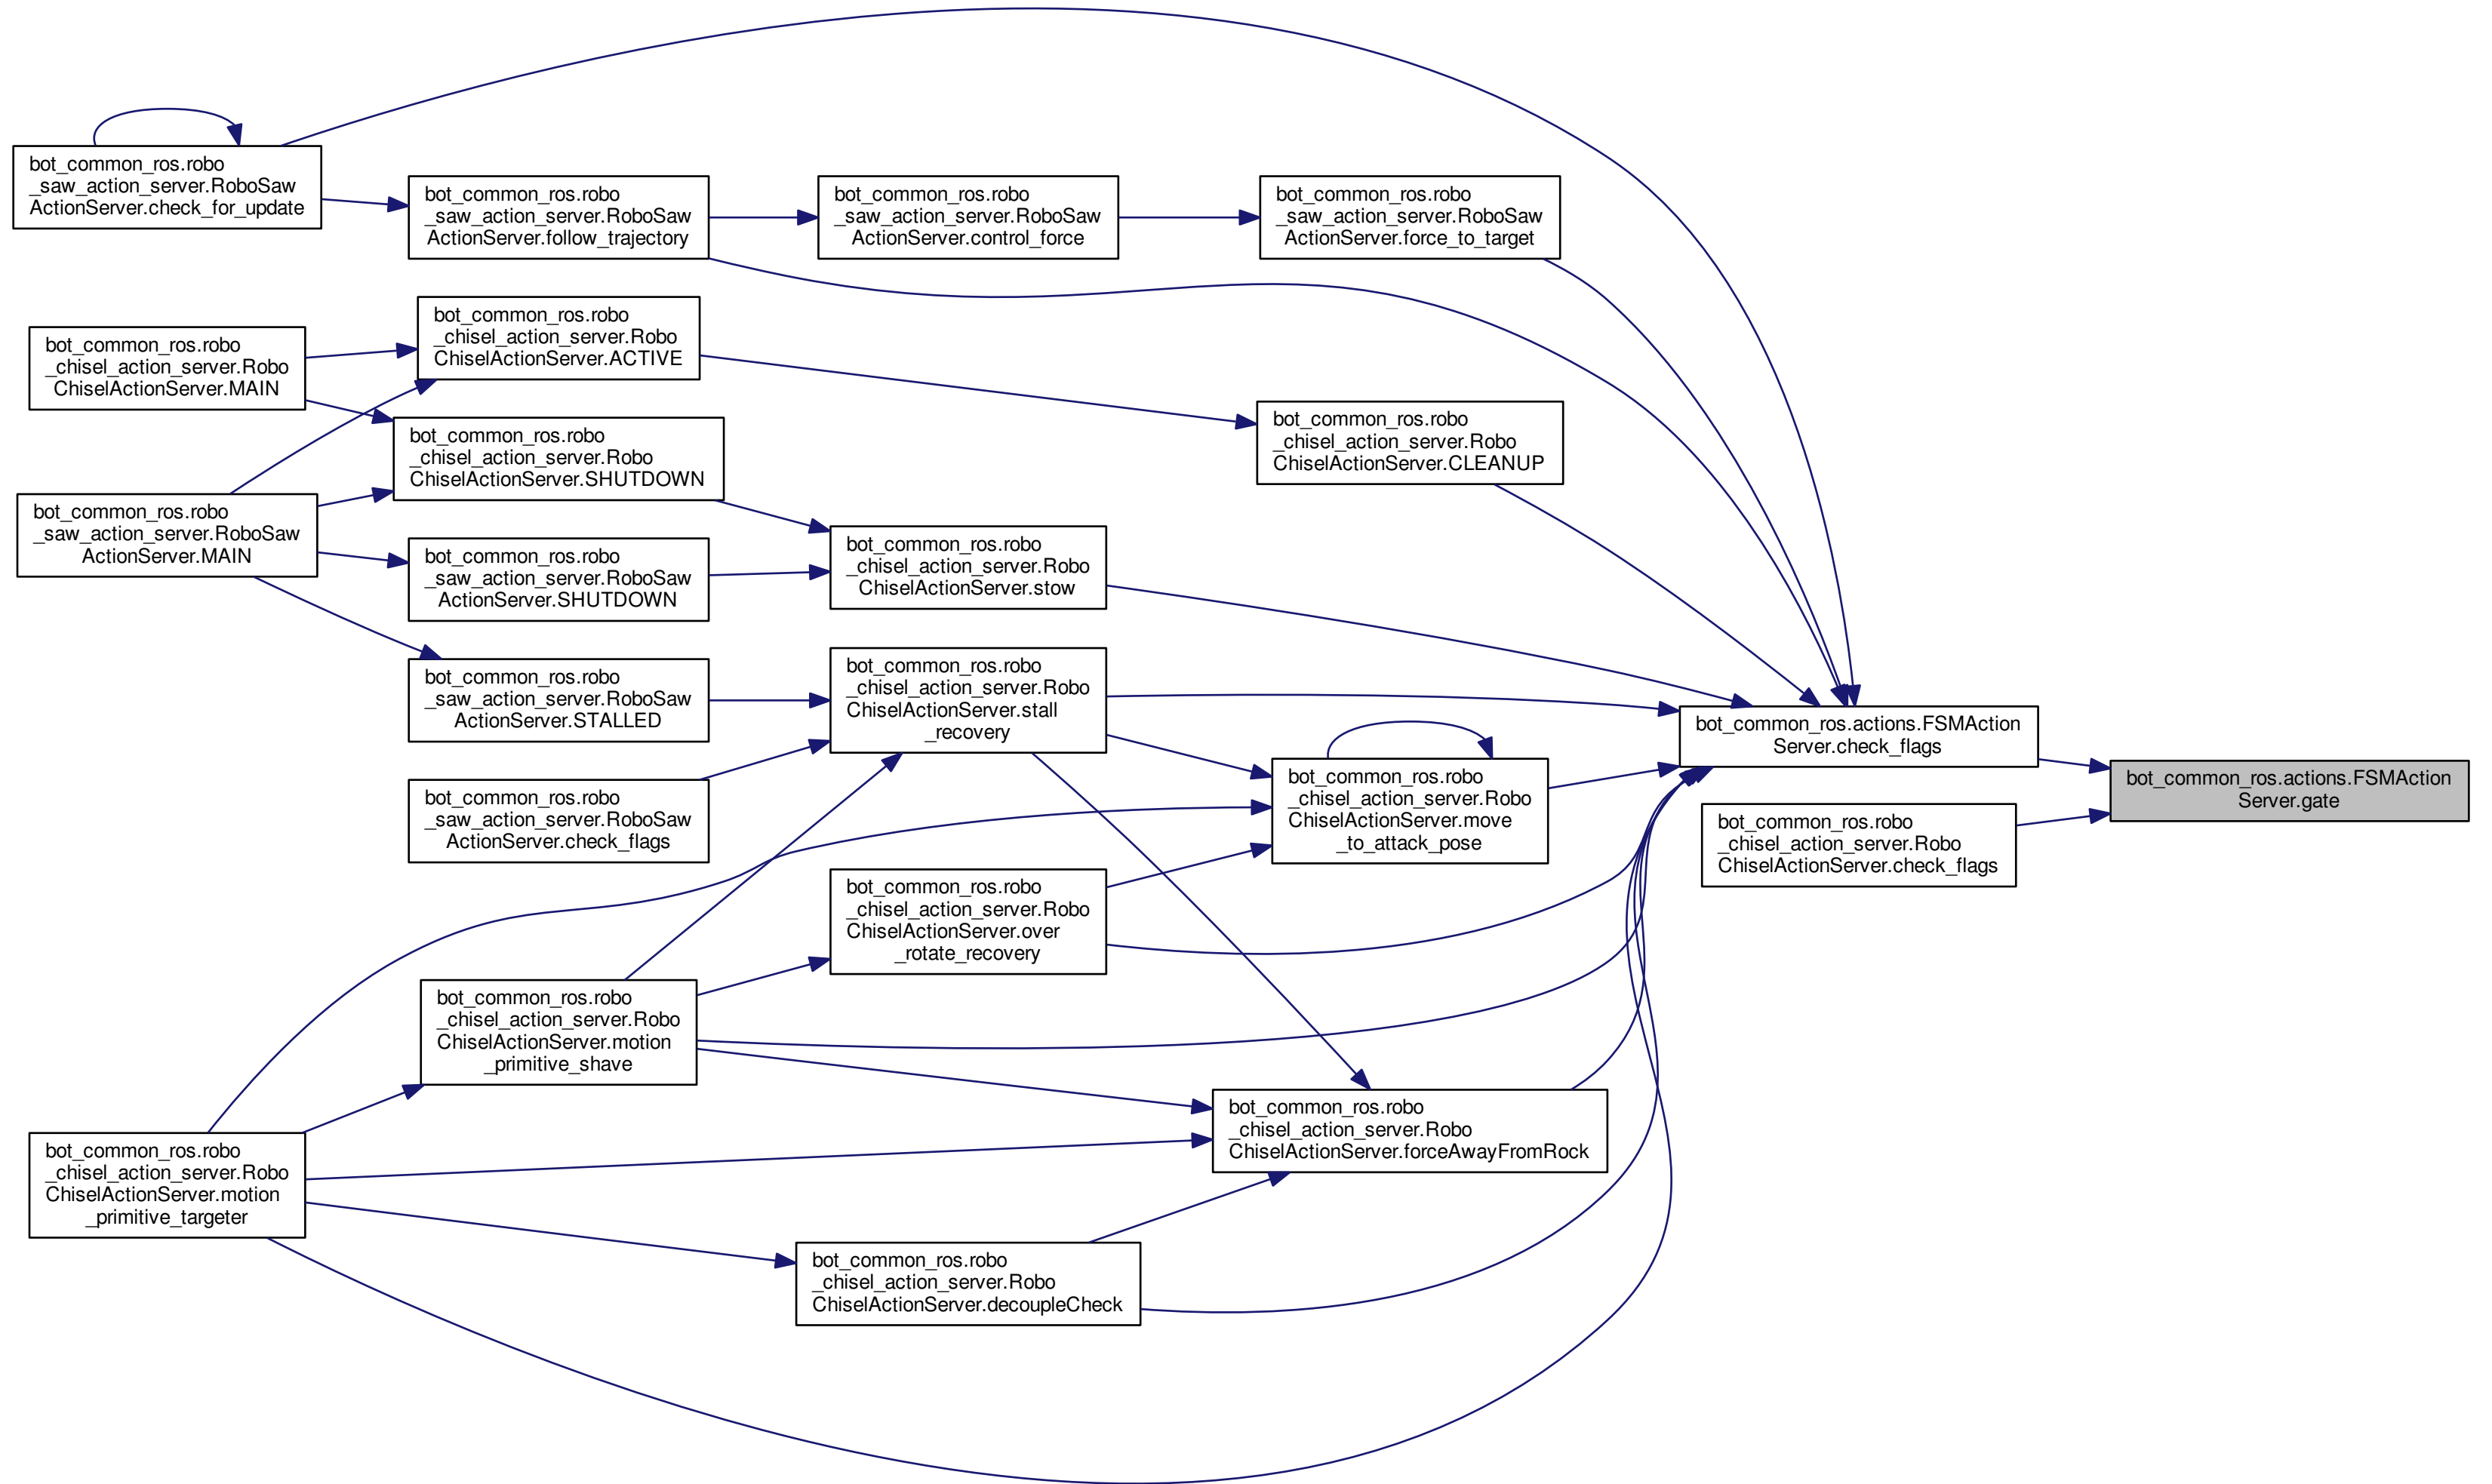 bot_common_ros.robo
_saw_action_server.RoboSaw
ActionServer.check_for_update
bot_common_ros.robo
_saw_action_server.RoboSaw
ActionServer.follow_trajectory
bot_common_ros.robo
_saw_action_server.RoboSaw
ActionServer.control_force
bot_common_ros.robo
_saw_action_server.RoboSaw
ActionServer.force_to_target
bot_common_ros.robo
_chisel_action_server.Robo
ChiselActionServer.ACTIVE
bot_common_ros.robo
_chisel_action_server.Robo
ChiselActionServer.MAIN
bot_common_ros.robo
_chisel_action_server.Robo
ChiselActionServer.CLEANUP
bot_common_ros.robo
_chisel_action_server.Robo
ChiselActionServer.SHUTDOWN
bot_common_ros.robo
_saw_action_server.RoboSaw
ActionServer.MAIN
bot_common_ros.robo
_saw_action_server.RoboSaw
ActionServer.SHUTDOWN
bot_common_ros.robo
_chisel_action_server.Robo
ChiselActionServer.stow
bot_common_ros.robo
_saw_action_server.RoboSaw
ActionServer.STALLED
bot_common_ros.robo
_chisel_action_server.Robo
ChiselActionServer.stall
_recovery
bot_common_ros.actions.FSMAction
Server.check_flags
bot_common_ros.actions.FSMAction
Server.gate
bot_common_ros.robo
_saw_action_server.RoboSaw
ActionServer.check_flags
bot_common_ros.robo
_chisel_action_server.Robo
ChiselActionServer.move
_to_attack_pose
bot_common_ros.robo
_chisel_action_server.Robo
ChiselActionServer.check_flags
bot_common_ros.robo
_chisel_action_server.Robo
ChiselActionServer.over
_rotate_recovery
bot_common_ros.robo
_chisel_action_server.Robo
ChiselActionServer.motion
_primitive_shave
bot_common_ros.robo
_chisel_action_server.Robo
ChiselActionServer.forceAwayFromRock
bot_common_ros.robo
_chisel_action_server.Robo
ChiselActionServer.motion
_primitive_targeter
bot_common_ros.robo
_chisel_action_server.Robo
ChiselActionServer.decoupleCheck